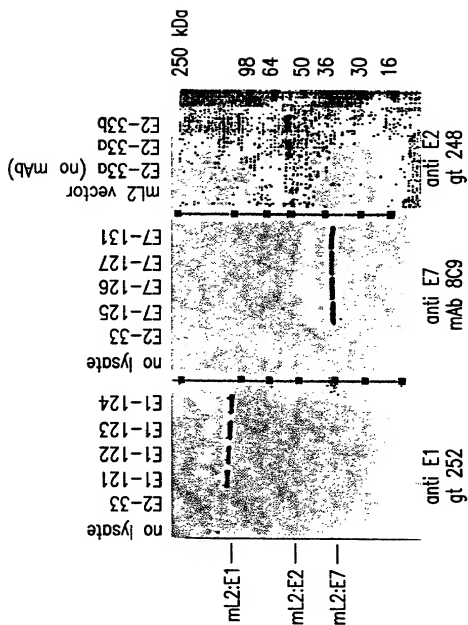 no lysate
E2-33
E1-121
E1-122
E1-123
E1-124
no lysate
E2-33
E7-125
E7-126
E7-127
E7-131
mL2 vector
E2-33a (no mAb)
E2-33a
E2-33b
250 kDa
98
64
50
36
30
16
mL2:E1
mL2:E2
mL2:E7
anti E1
gt 252
anti E7
mAb 8C9
anti E2
gt 248